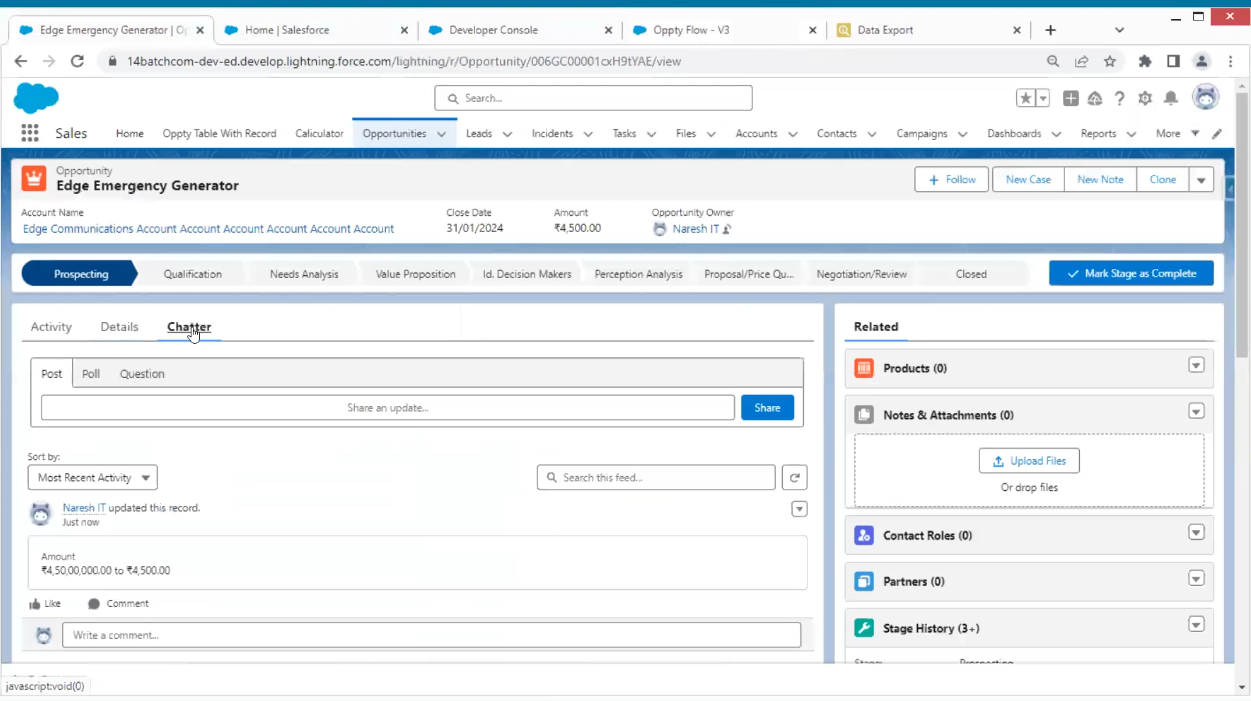 Edge Emergency Generator | O
Home | Salesforce
Developer Console
Oppty Flow - V3
Data Export
14batchcom-dev-ed.develop.lightning.force.com/lightning/r/Opportunity/006GC00001cxH9tYAE/view
Search...
Sales
Home
Oppty Table With Record
Calculator
Opportunities
Leads
Incidents
Tasks
Files
Accounts
Contacts
Campaigns
Dashboards
Reports
More
Opportunity
Edge Emergency Generator
Follow
New Case
New Note
Clone
Account Name
Close Date
Amount
Opportunity Owner
Edge Communications Account Account Account Account Account Account
31/01/2024
₹4,500.00
Naresh IT
Prospecting
Qualification
Needs Analysis
Value Proposition
Id. Decision Makers
Perception Analysis
Proposal/Price Qu...
Negotiation/Review
Closed
Mark Stage as Complete
Activity
Details
Chatter
Post
Poll
Question
Share an update...
Share
Sort by:
Most Recent Activity
Search this feed...
Naresh IT updated this record.
Just now
Amount
₹4,50,00,000.00 to ₹4,500.00
Like
Comment
Write a comment...
Related
Products (0)
Notes & Attachments (0)
Upload Files
Or drop files
Contact Roles (0)
Partners (0)
Stage History (3+)
Stage:
Prospecting
javascript:void(0)